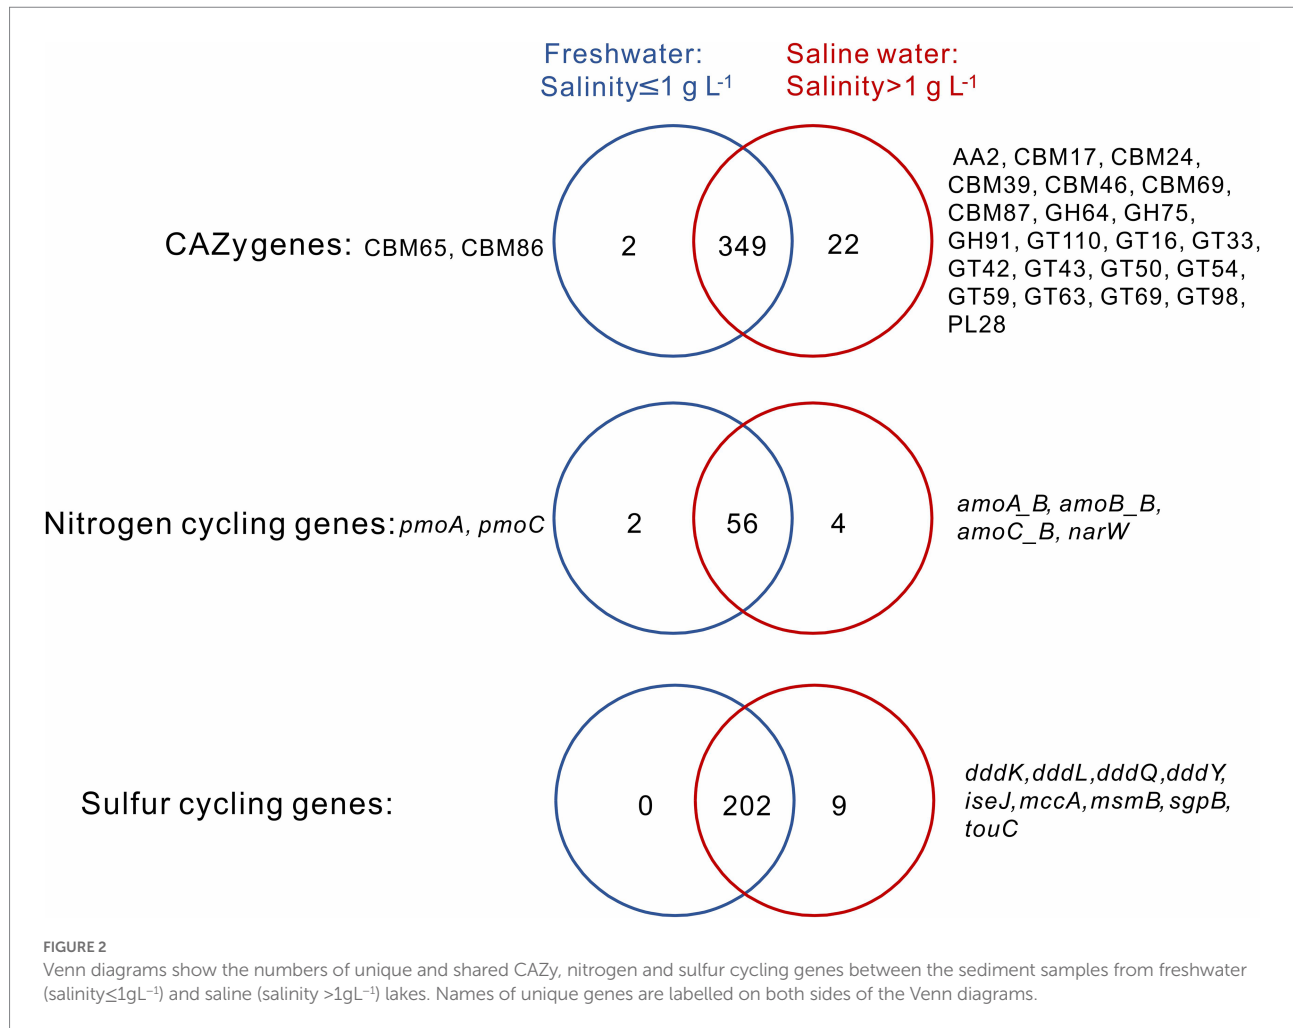 Freshwater:
Salinity≤1 g L-1
Saline water:
Salinity>1 g L-1
CAZygenes: CBM65, CBM86
2
349
22
AA2, CBM17, CBM24,
CBM39, CBM46, CBM69,
CBM87, GH64, GH75,
GH91, GT110, GT16, GT33,
GT42, GT43, GT50, GT54,
GT59, GT63, GT69, GT98,
PL28
Nitrogen cycling genes: pmoA, pmoC
2
56
4
amoA_B, amoB_B,
amoC_B, narW
Sulfur cycling genes:
0
202
9
dddK,dddL,dddQ,dddY,
iseJ,mccA,msmB,sgpB,
touC
FIGURE 2
Venn diagrams show the numbers of unique and shared CAZy, nitrogen and sulfur cycling genes between the sediment samples from freshwater
(salinity≤1gL−1) and saline (salinity >1gL−1) lakes. Names of unique genes are labelled on both sides of the Venn diagrams.